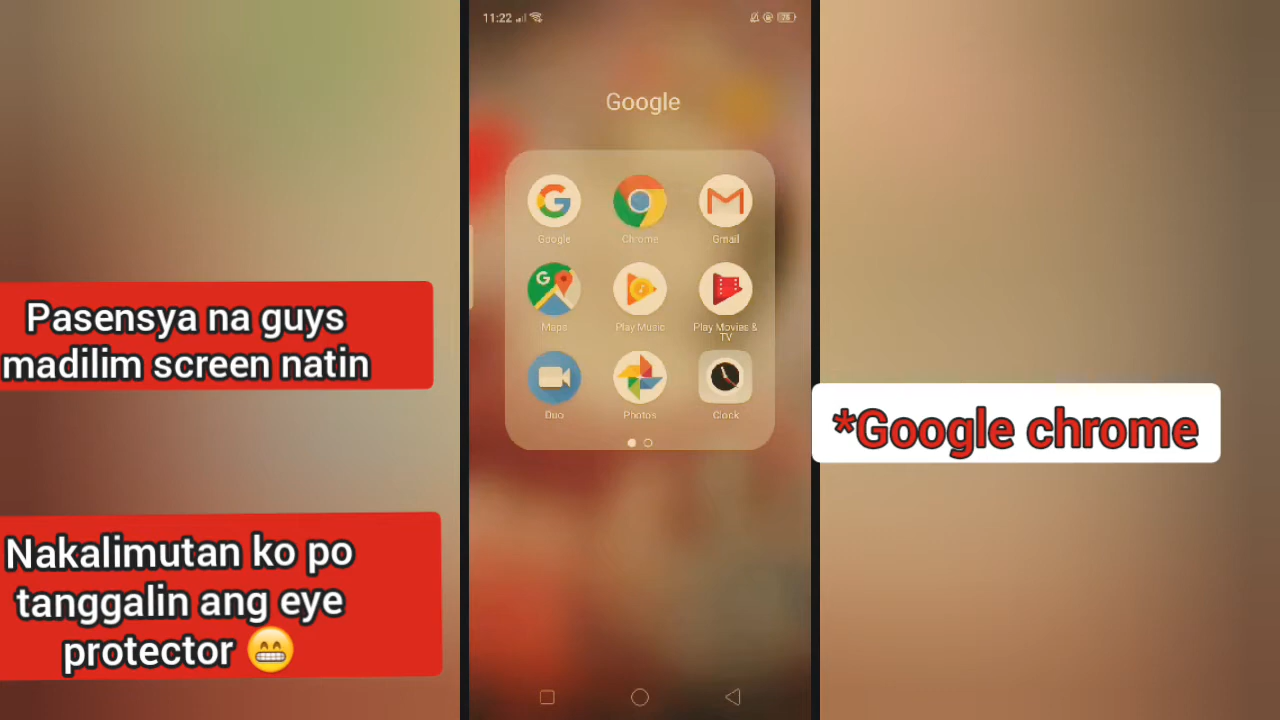 11:22
78
Google
Google
Chrome
Gmail
Maps
Play Music
Play Movies &
TV
Duo
Photos
Clock
Pasensya na guys
madilim screen natin
*Google chrome
Nakalimutan ko po
tanggalin ang eye
protector 😁